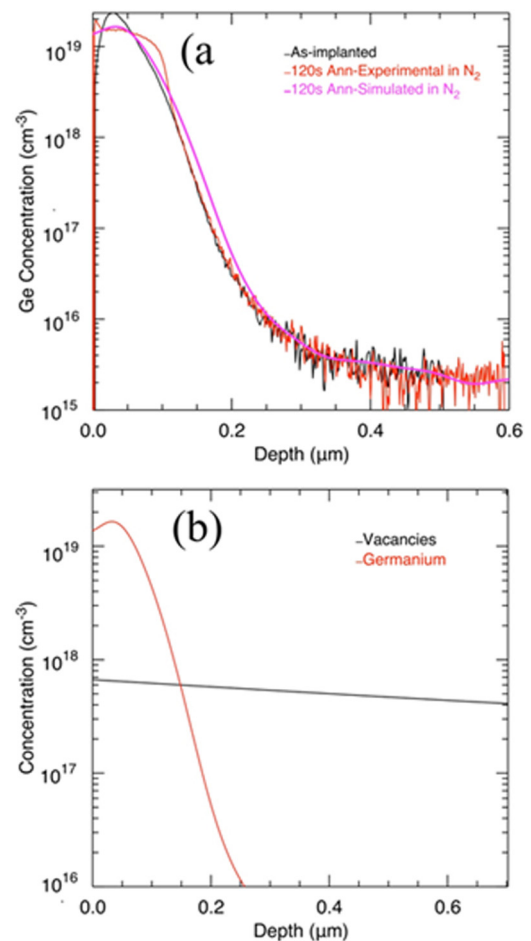 (a)
As-implanted
120s Ann-Experimental in N₂
120s Ann-Simulated in N₂
Ge Concentration (cm⁻³)
10¹⁹
10¹⁸
10¹⁷
10¹⁶
10¹⁵
0.0 0.2 0.4 0.6
Depth (µm)
(b)
Vacancies
Germanium
Concentration (cm⁻³)
10¹⁹
10¹⁸
10¹⁷
10¹⁶
0.0 0.2 0.4 0.6
Depth (µm)